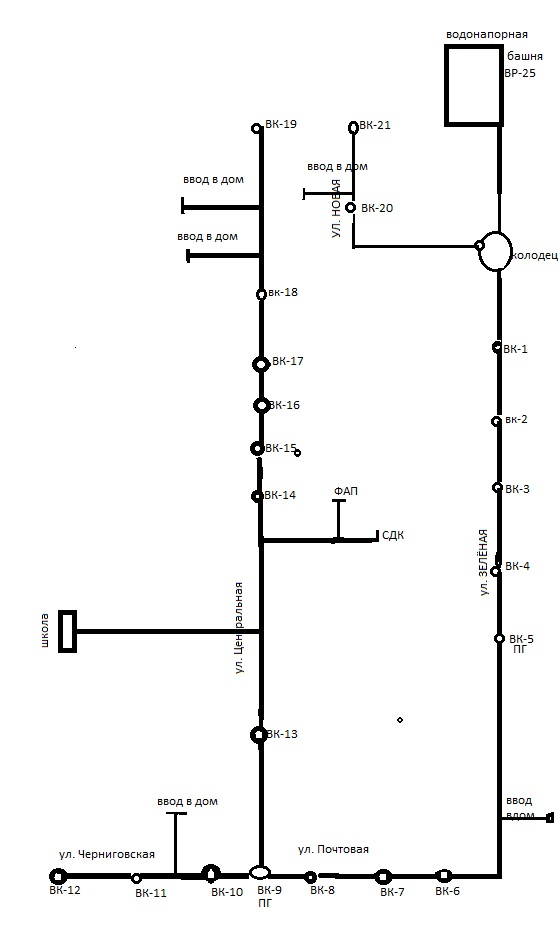 водонапорная
башня
ВР-25
ВК-19
ВК-21
ввод в дом
ввод в дом
УЛ. НОВАЯ
ВК-20
ввод в дом
колодец
вк-18
ВК-1
ВК-17
ВК-16
вк-2
ВК-15
ВК-3
ВК-14
ФАП
СДК
ул. ЗЕЛЁНАЯ
ВК-4
школа
ул. Центральная
ВК-5
ПГ
ВК-13
ввод в дом
ввод
вдом
ул. Черниговская
ул. Почтовая
ВК-12
ВК-11
ВК-10
ВК-9
ПГ
ВК-8
ВК-7
ВК-6